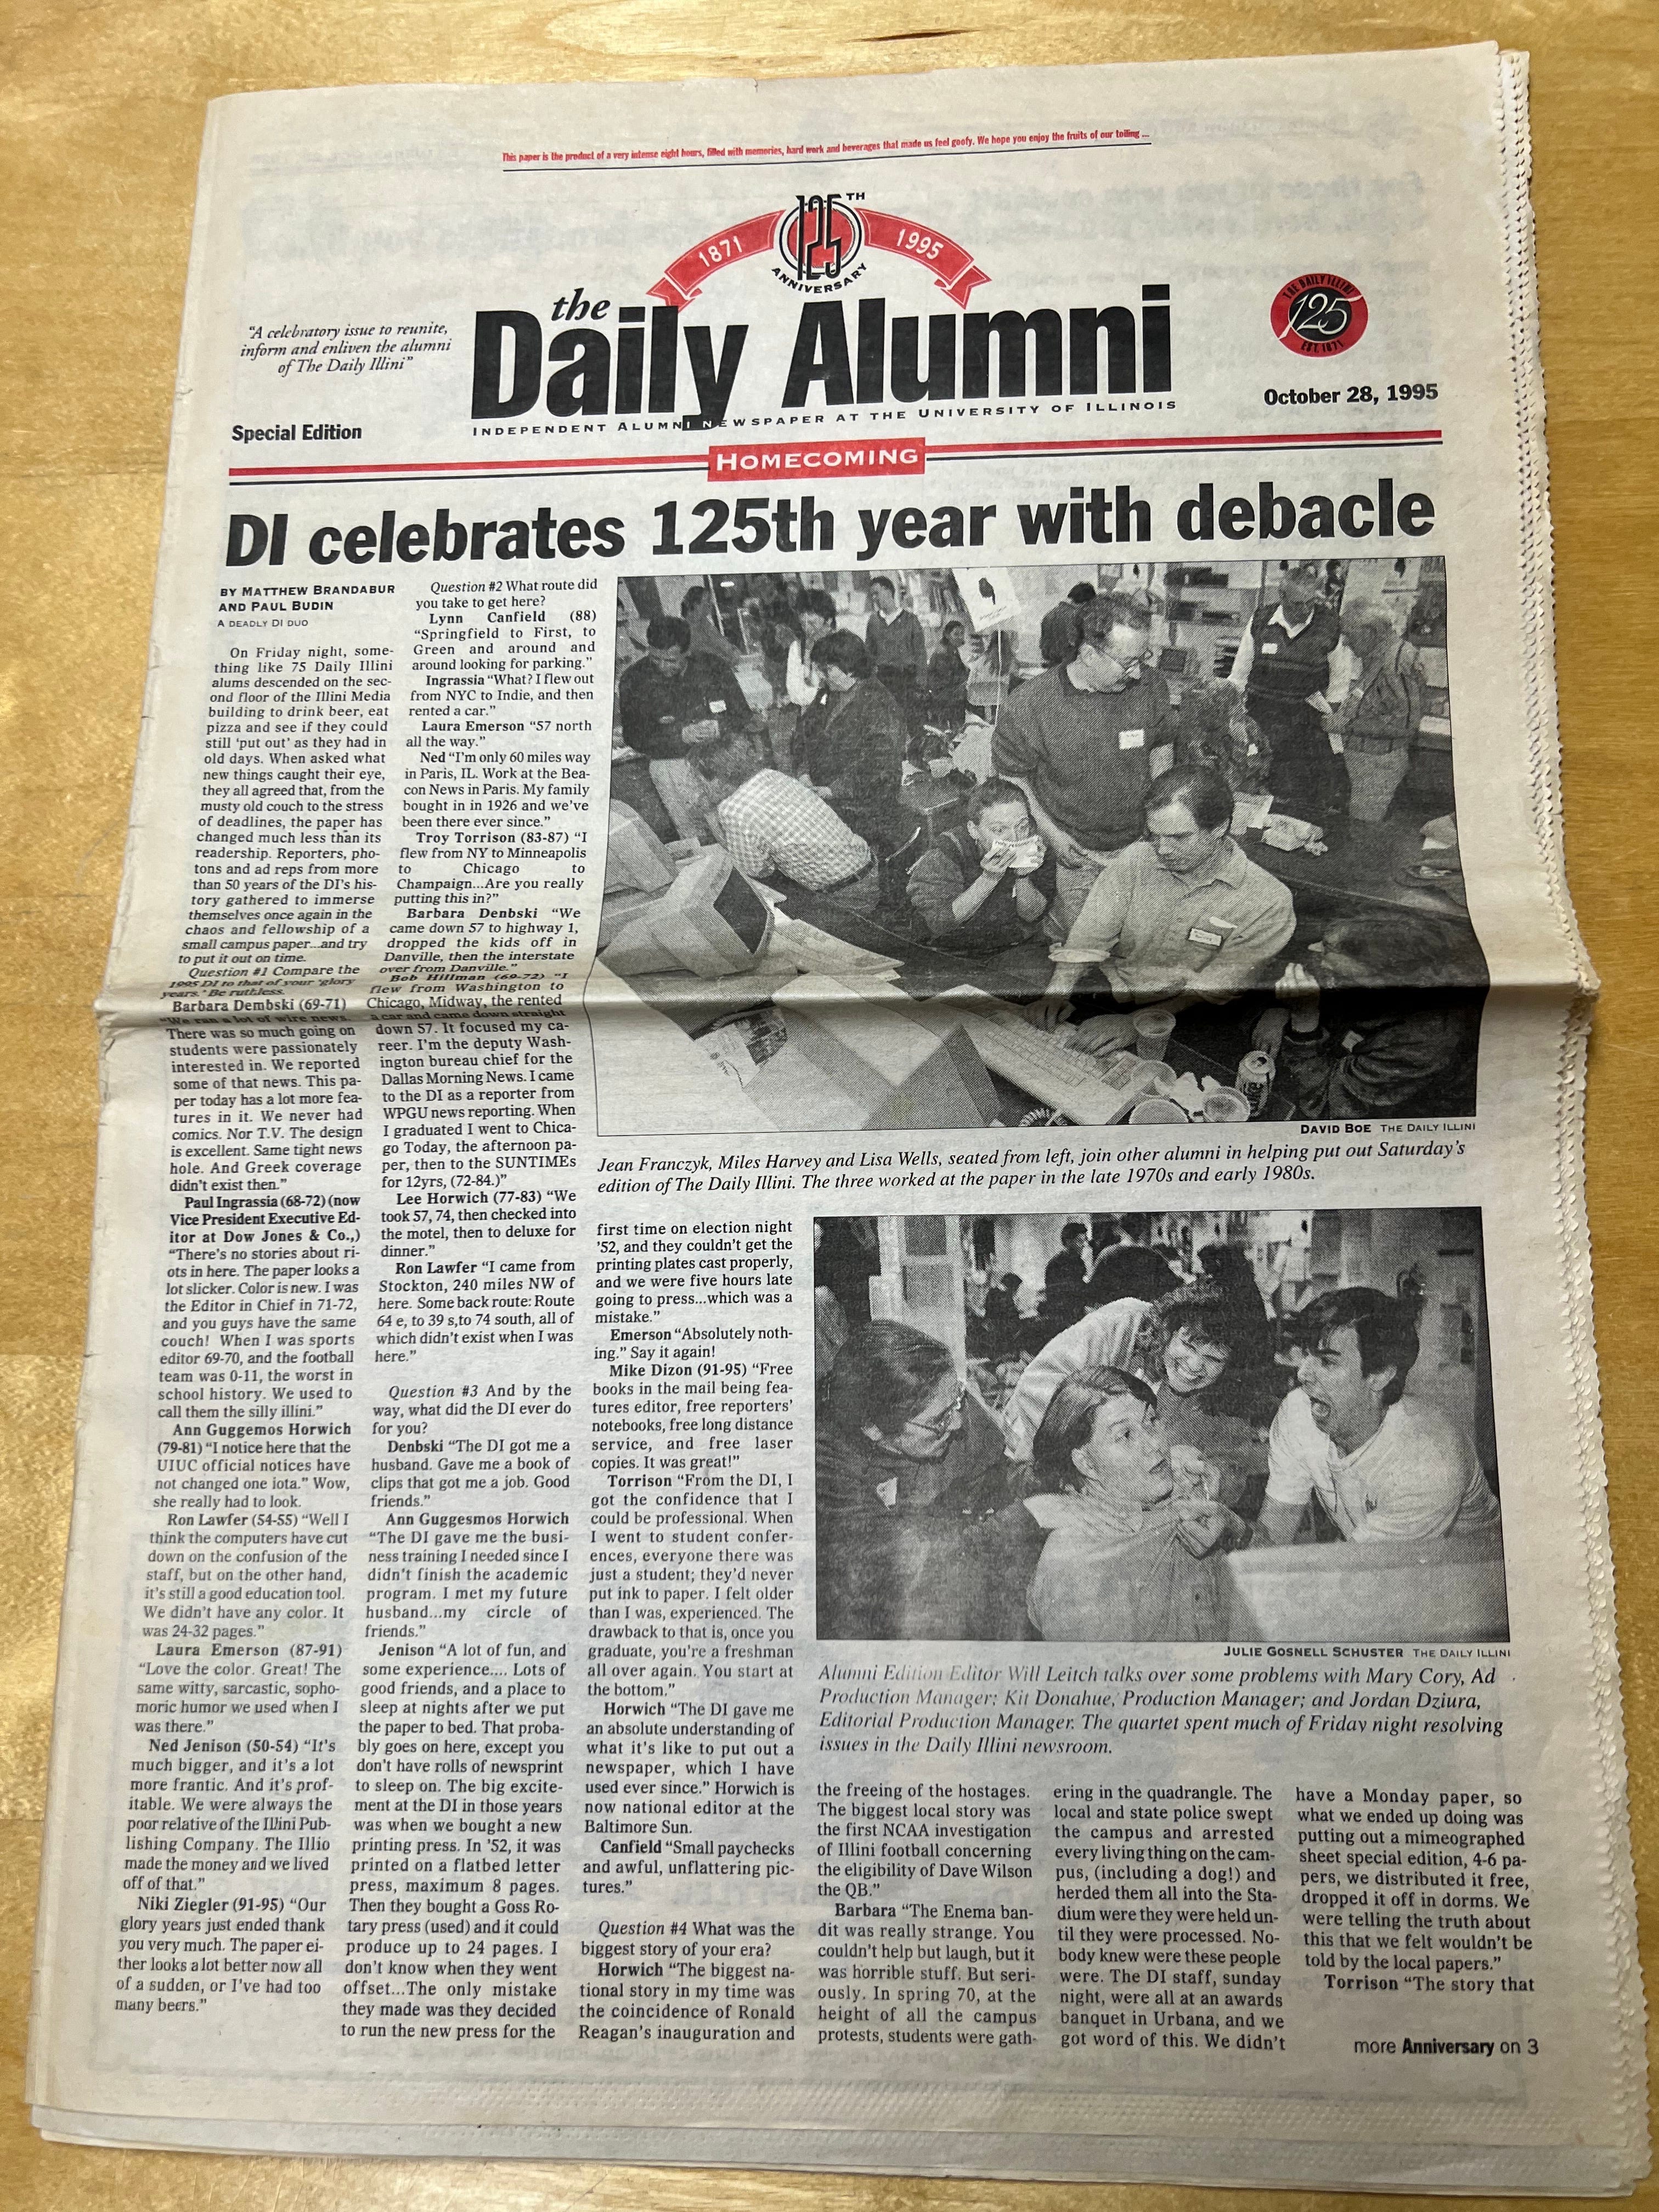 This paper is the product of a very intense eight hours, filled with memories, hard work and beverages that made us feel goofy. We hope you enjoy the fruits of our toiling ...
125TH
1871
1995
ANNIVERSARY
"A celebratory issue to reunite,
inform and enliven the alumni
of The Daily Illini"
the
Daily Alumni
INDEPENDENT ALUMNI NEWSPAPER AT THE UNIVERSITY OF ILLINOIS
THE DAILY ILLINI
125
EST. 1871
October 28, 1995
Special Edition
HOMECOMING
DI celebrates 125th year with debacle
BY MATTHEW BRANDABUR
AND PAUL BUDIN
A DEADLY DI DUO
On Friday night, some-
thing like 75 Daily Illini
alums descended on the sec-
ond floor of the Illini Media
building to drink beer, eat
pizza and see if they could
still 'put out' as they had in
old days. When asked what
new things caught their eye,
they all agreed that, from the
musty old couch to the stress
of deadlines, the paper has
changed much less than its
readership. Reporters, pho-
tons and ad reps from more
than 50 years of the DI's his-
tory gathered to immerse
themselves once again in the
chaos and fellowship of a
small campus paper...and try
to put it out on time.
Question #1 Compare the
1995 DI to that of your 'glory
years.' Be ruthless.
Barbara Dembski (69-71)
"We ran a lot of wire news.
There was so much going on
students were passionately
interested in. We reported
some of that news. This pa-
per today has a lot more fea-
tures in it. We never had
comics. Nor T.V. The design
is excellent. Same tight news
hole. And Greek coverage
didn't exist then."
Paul Ingrassia (68-72) (now
Vice President Executive Ed-
itor at Dow Jones & Co.,)
"There's no stories about ri-
ots in here. The paper looks a
lot slicker. Color is new. I was
the Editor in Chief in 71-72,
and you guys have the same
couch! When I was sports
editor 69-70, and the football
team was 0-11, the worst in
school history. We used to
call them the silly illini."
Ann Guggemos Horwich
(79-81) "I notice here that the
UIUC official notices have
not changed one iota." Wow,
she really had to look.
Ron Lawfer (54-55) "Well I
think the computers have cut
down on the confusion of the
staff, but on the other hand,
it's still a good education tool.
We didn't have any color. It
was 24-32 pages."
Laura Emerson (87-91)
"Love the color. Great! The
same witty, sarcastic, sopho-
moric humor we used when I
was there."
Ned Jenison (50-54) "It's
much bigger, and it's a lot
more frantic. And it's prof-
itable. We were always the
poor relative of the Illini Pub-
lishing Company. The Illio
made the money and we lived
off of that."
Niki Ziegler (91-95) "Our
glory years just ended thank
you very much. The paper ei-
ther looks a lot better now all
of a sudden, or I've had too
many beers."
Question #2 What route did
you take to get here?
Lynn Canfield (88)
"Springfield to First, to
Green and around and
around looking for parking."
Ingrassia "What? I flew out
from NYC to Indie, and then
rented a car."
Laura Emerson "57 north
all the way."
Ned "I'm only 60 miles way
in Paris, IL. Work at the Bea-
con News in Paris. My family
bought in in 1926 and we've
been there ever since."
Troy Torrison (83-87) "I
flew from NY to Minneapolis
to Chicago to
Champaign...Are you really
putting this in?"
Barbara Denbski "We
came down 57 to highway 1,
dropped the kids off in
Danville, then the interstate
over from Danville."
Bob Hillman (69-72) "I
flew from Washington to
Chicago, Midway, the rented
a car and came down straight
down 57. It focused my ca-
reer. I'm the deputy Wash-
ington bureau chief for the
Dallas Morning News. I came
to the DI as a reporter from
WPGU news reporting. When
I graduated I went to Chica-
go Today, the afternoon pa-
per, then to the SUNTIMEs
for 12yrs, (72-84.)"
Lee Horwich (77-83) "We
took 57, 74, then checked into
the motel, then to deluxe for
dinner."
Ron Lawfer "I came from
Stockton, 240 miles NW of
here. Some back route: Route
64 e, to 39 s,to 74 south, all of
which didn't exist when I was
here."
Question #3 And by the
way, what did the DI ever do
for you?
Denbski "The DI got me a
husband. Gave me a book of
clips that got me a job. Good
friends."
Ann Guggesmos Horwich
"The DI gave me the busi-
ness training I needed since I
didn't finish the academic
program. I met my future
husband...my circle of
friends."
Jenison "A lot of fun, and
some experience.... Lots of
good friends, and a place to
sleep at nights after we put
the paper to bed. That proba-
bly goes on here, except you
don't have rolls of newsprint
to sleep on. The big excite-
ment at the DI in those years
was when we bought a new
printing press. In '52, it was
printed on a flatbed letter
press, maximum 8 pages.
Then they bought a Goss Ro-
tary press (used) and it could
produce up to 24 pages. I
don't know when they went
offset...The only mistake
they made was they decided
to run the new press for the
DAVID BOE THE DAILY ILLINI
Jean Franczyk, Miles Harvey and Lisa Wells, seated from left, join other alumni in helping put out Saturday's
edition of The Daily Illini. The three worked at the paper in the late 1970s and early 1980s.
first time on election night
'52, and they couldn't get the
printing plates cast properly,
and we were five hours late
going to press...which was a
mistake."
Emerson "Absolutely noth-
ing." Say it again!
Mike Dizon (91-95) "Free
books in the mail being fea-
tures editor, free reporters'
notebooks, free long distance
service, and free laser
copies. It was great!"
Torrison "From the DI, I
got the confidence that I
could be professional. When
I went to student confer-
ences, everyone there was
just a student; they'd never
put ink to paper. I felt older
than I was, experienced. The
drawback to that is, once you
graduate, you're a freshman
all over again. You start at
the bottom."
Horwich "The DI gave me
an absolute understanding of
what it's like to put out a
newspaper, which I have
used ever since." Horwich is
now national editor at the
Baltimore Sun.
Canfield "Small paychecks
and awful, unflattering pic-
tures."
Question #4 What was the
biggest story of your era?
Horwich "The biggest na-
tional story in my time was
the coincidence of Ronald
Reagan's inauguration and
JULIE GOSNELL SCHUSTER THE DAILY ILLINI
Alumni Edition Editor Will Leitch talks over some problems with Mary Cory, Ad
Production Manager; Kit Donahue, Production Manager; and Jordan Dziura,
Editorial Production Manager. The quartet spent much of Friday night resolving
issues in the Daily Illini newsroom.
the freeing of the hostages.
The biggest local story was
the first NCAA investigation
of Illini football concerning
the eligibility of Dave Wilson
the QB."
Barbara "The Enema ban-
dit was really strange. You
couldn't help but laugh, but it
was horrible stuff. But seri-
ously. In spring 70, at the
height of all the campus
protests, students were gath-
ering in the quadrangle. The
local and state police swept
the campus and arrested
every living thing on the cam-
pus, (including a dog!) and
herded them all into the Sta-
dium were they were held un-
til they were processed. No-
body knew were these people
were. The DI staff, sunday
night, were all at an awards
banquet in Urbana, and we
got word of this. We didn't
have a Monday paper, so
what we ended up doing was
putting out a mimeographed
sheet special edition, 4-6 pa-
pers, we distributed it free,
dropped it off in dorms. We
were telling the truth about
this that we felt wouldn't be
told by the local papers."
Torrison "The story that
more Anniversary on 3